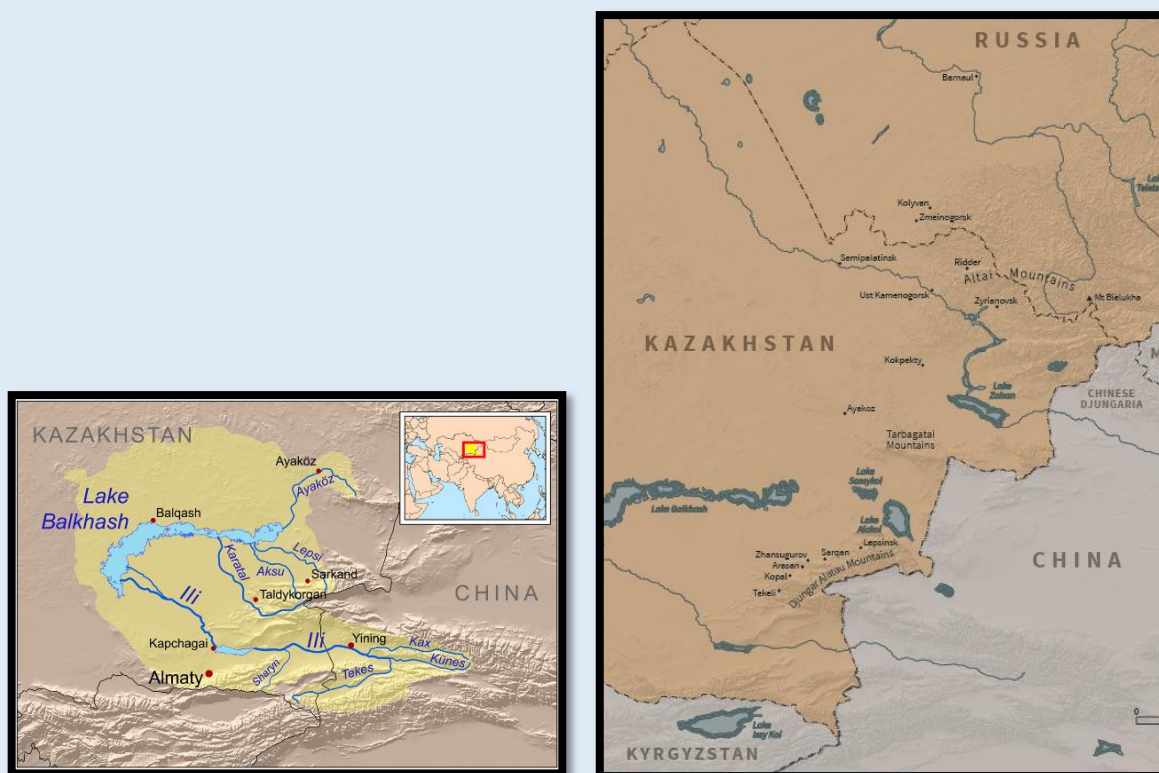 KAZAKHSTAN
Ayaköz
Ayaköz
Lake
Balkhash
Balqash
Lepsi
Karatal
Aksu
Sarkand
Taldykorgan
CHINA
Ili
Kapchagai
Ili
Yining
Kax
Künes
Almaty
Sharyn
Tekes
RUSSIA
Barnaul
Kolyvan
Zmeinogorsk
Semipalatinsk
Ridder
Altai Mountains
Ust Kamenogorsk
Zyrianovsk
Mt Bielukha
KAZAKHSTAN
Kokpekty
Lake
Zaisan
CHINESE
DJUNGARIA
Ayakoz
Tarbagatai
Mountains
Lake
Sassykol
Lake Balkhash
Lake
Alakol
Lepsinsk
Zhansugurov
Sarqan
Arasan
Kopal
Tekeli
Djungar Alatau Mountains
CHINA
Lake
Issy Kol
KYRGYZSTAN
0